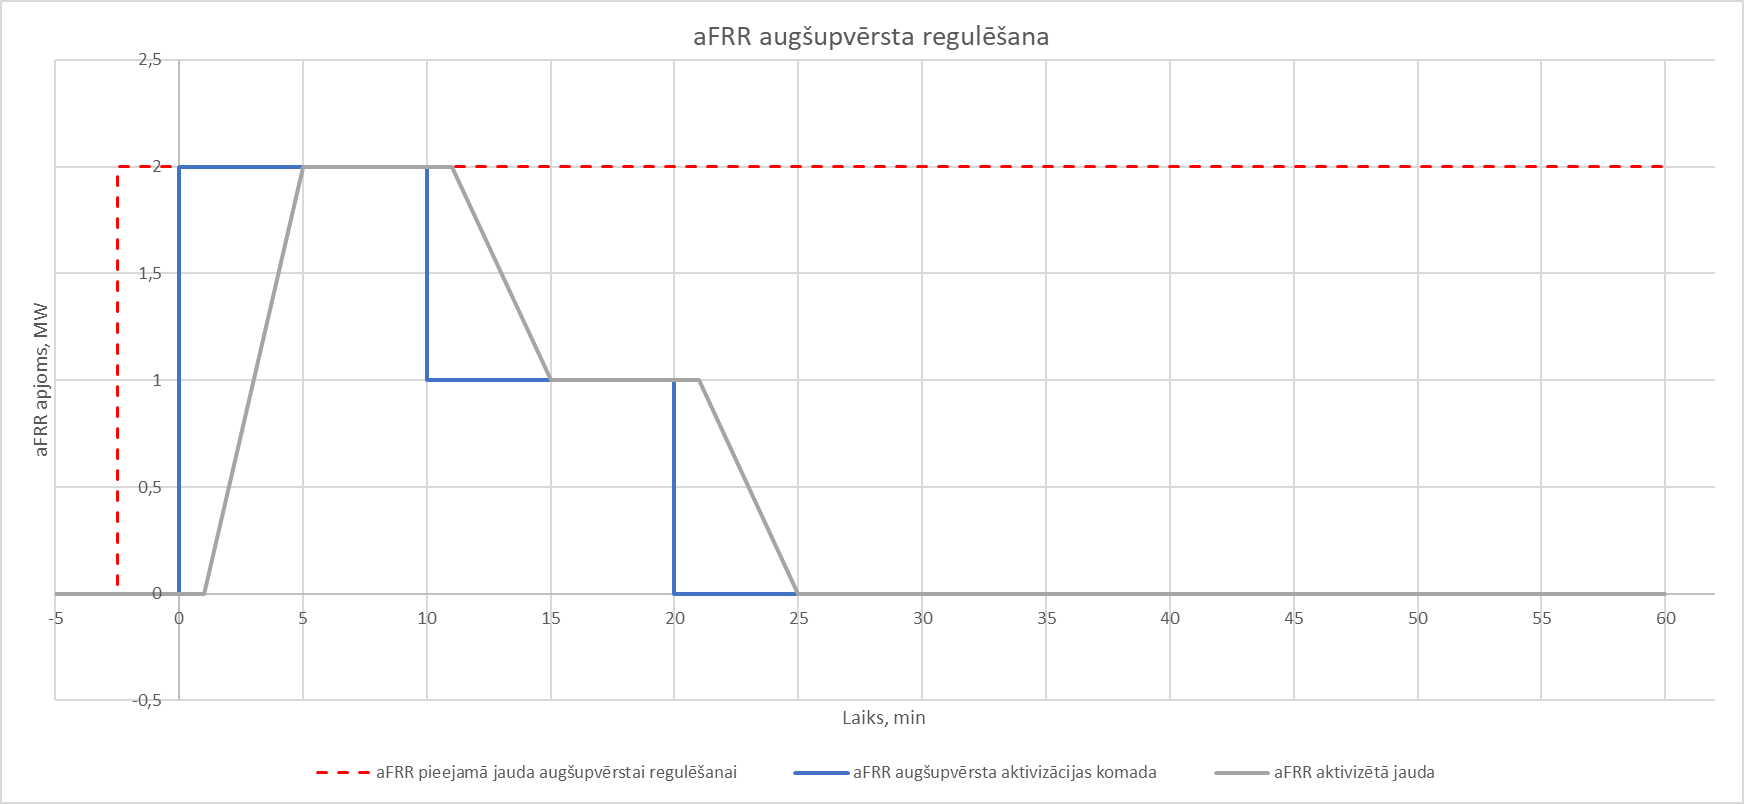 aFRR augšupvērsta regulēšana
2,5
2
1,5
1
0,5
0
-0,5
aFRR apjoms, MW
-5 0 5 10 15 20 25 30 35 40 45 50 55 60
Laiks, min
aFRR pieejamā jauda augšupvērstai regulēšanai aFRR augšupvērsta aktivizācijas komada aFRR aktivizētā jauda